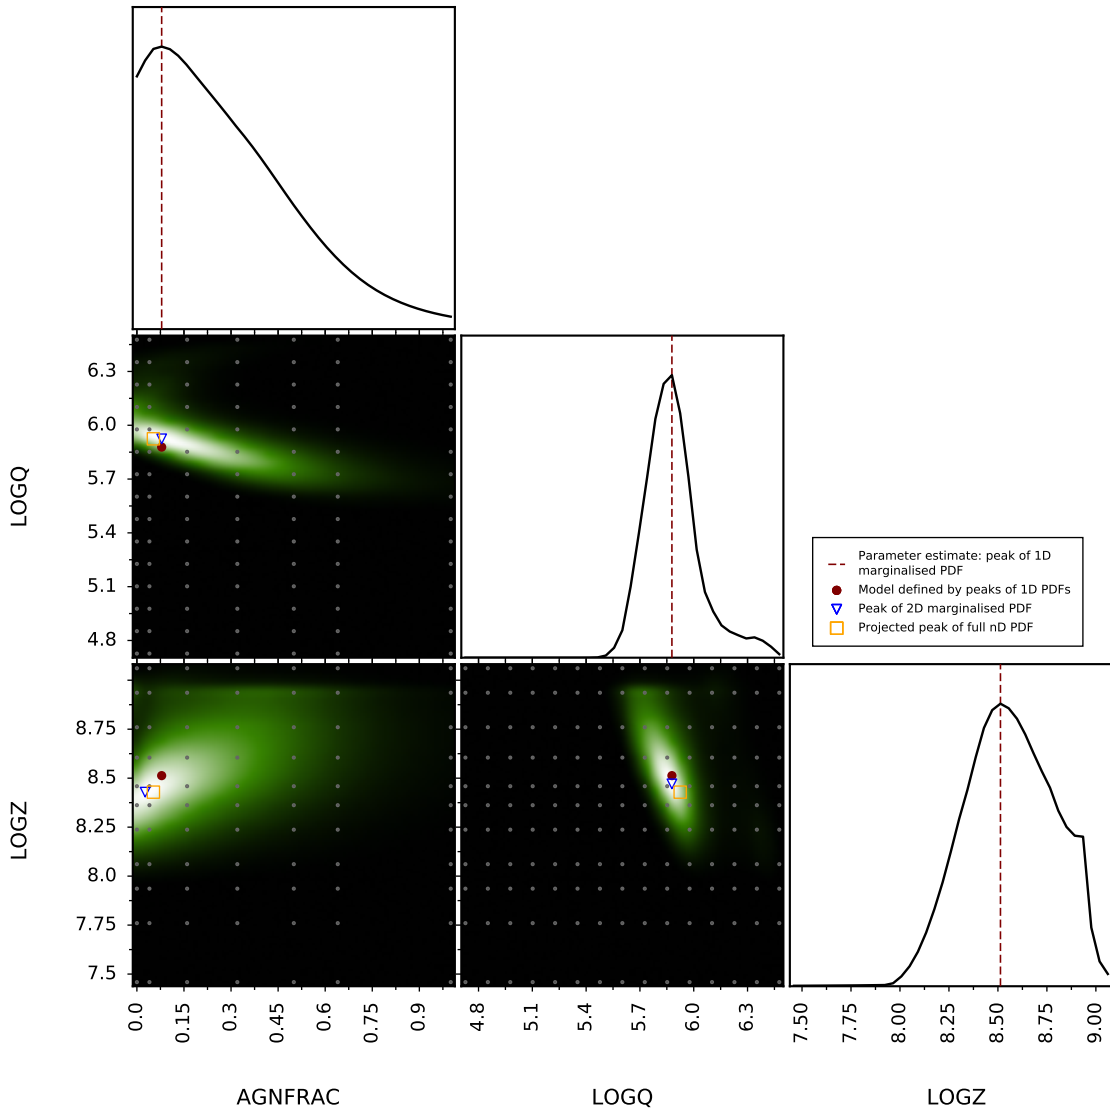 6.3
6.0
5.7
5.4
5.1
4.8
LOGQ
Parameter estimate: peak of 1D
marginalised PDF
Model defined by peaks of 1D PDFs
Peak of 2D marginalised PDF
Projected peak of full nD PDF
8.75
8.5
8.25
8.0
7.75
7.5
LOGZ
0.0 0.15 0.3 0.45 0.6 0.75 0.9
4.8 5.1 5.4 5.7 6.0 6.3
7.50 7.75 8.00 8.25 8.50 8.75 9.00
AGNFRAC LOGQ LOGZ